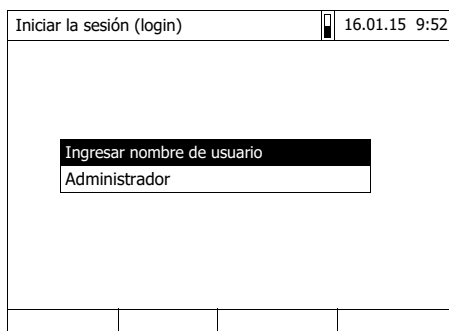 Iniciar la sesión (login) 16.01.15 9:52
Ingresar nombre de usuario
Administrador